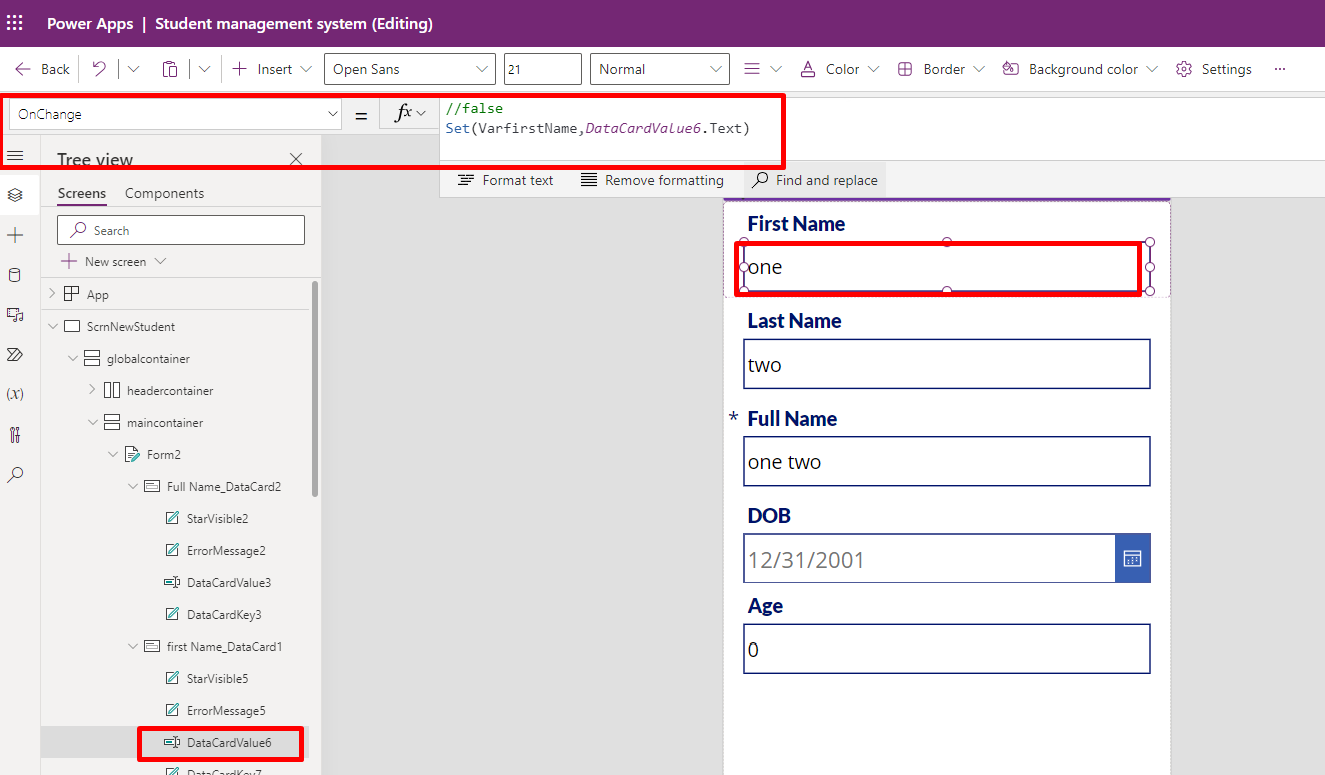 Power Apps | Student management system (Editing)
Back Insert Open Sans 21 Normal Color Border Background color Settings ...
OnChange = fx //false
Set(VarfirstName,DataCardValue6.Text)
Tree view
Format text Remove formatting Find and replace
Screens Components
Search
New screen
App
ScrnNewStudent
globalcontainer
headercontainer
maincontainer
Form2
Full Name_DataCard2
StarVisible2
ErrorMessage2
DataCardValue3
DataCardKey3
first Name_DataCard1
StarVisible5
ErrorMessage5
DataCardValue6
DataCardKey7
(x)
First Name
one
Last Name
two
* Full Name
one two
DOB
12/31/2001
Age
0